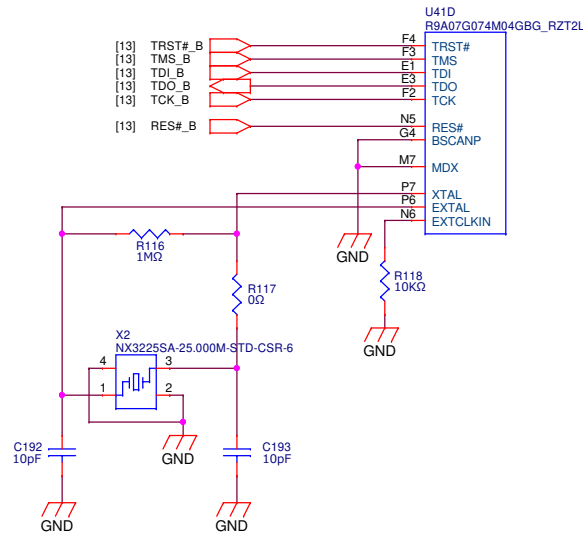 U41D
R9A07G074M04GBG_RZT2L
[13] TRST#_B F4 TRST#
[13] TMS_B F3 TMS
[13] TDI_B E1 TDI
[13] TDO_B E3 TDO
[13] TCK_B F2 TCK
[13] RES#_B N5 RES#
G4 BSCANP
M7 MDX
P7 XTAL
P6 EXTAL
N6 EXTCLKIN
R116
1MΩ
GND
R118
10KΩ
R117
0Ω
GND
X2
NX3225SA-25.000M-STD-CSR-6
4 3
1 2
C192
10pF
GND
C193
10pF
GND
GND